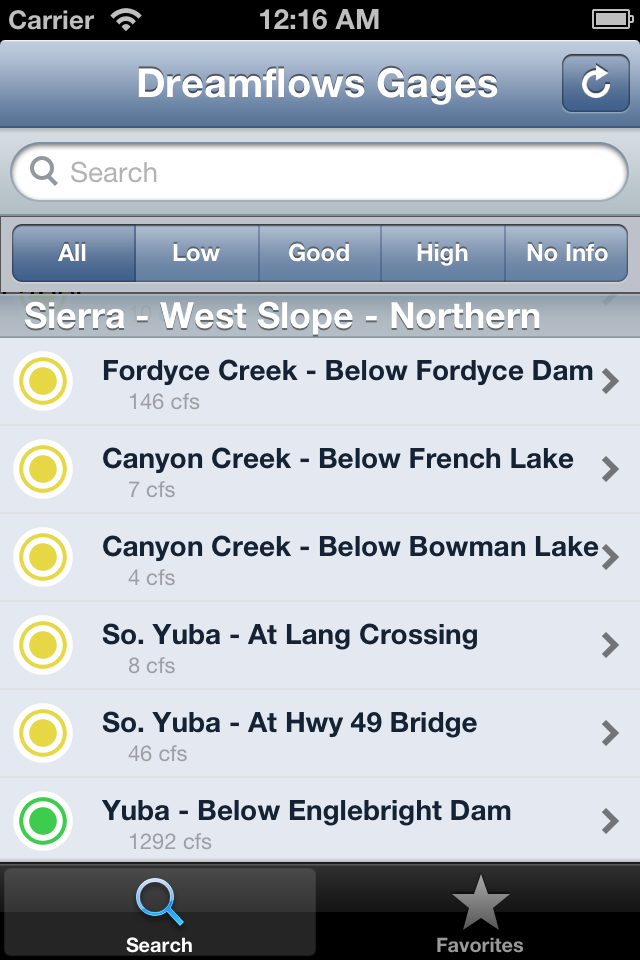 Carrier 12:16 AM
Dreamflows Gages
Search
All Low Good High No Info
Sierra - West Slope - Northern
Fordyce Creek - Below Fordyce Dam
146 cfs
Canyon Creek - Below French Lake
7 cfs
Canyon Creek - Below Bowman Lake
4 cfs
So. Yuba - At Lang Crossing
8 cfs
So. Yuba - At Hwy 49 Bridge
46 cfs
Yuba - Below Englebright Dam
1292 cfs
Search Favorites